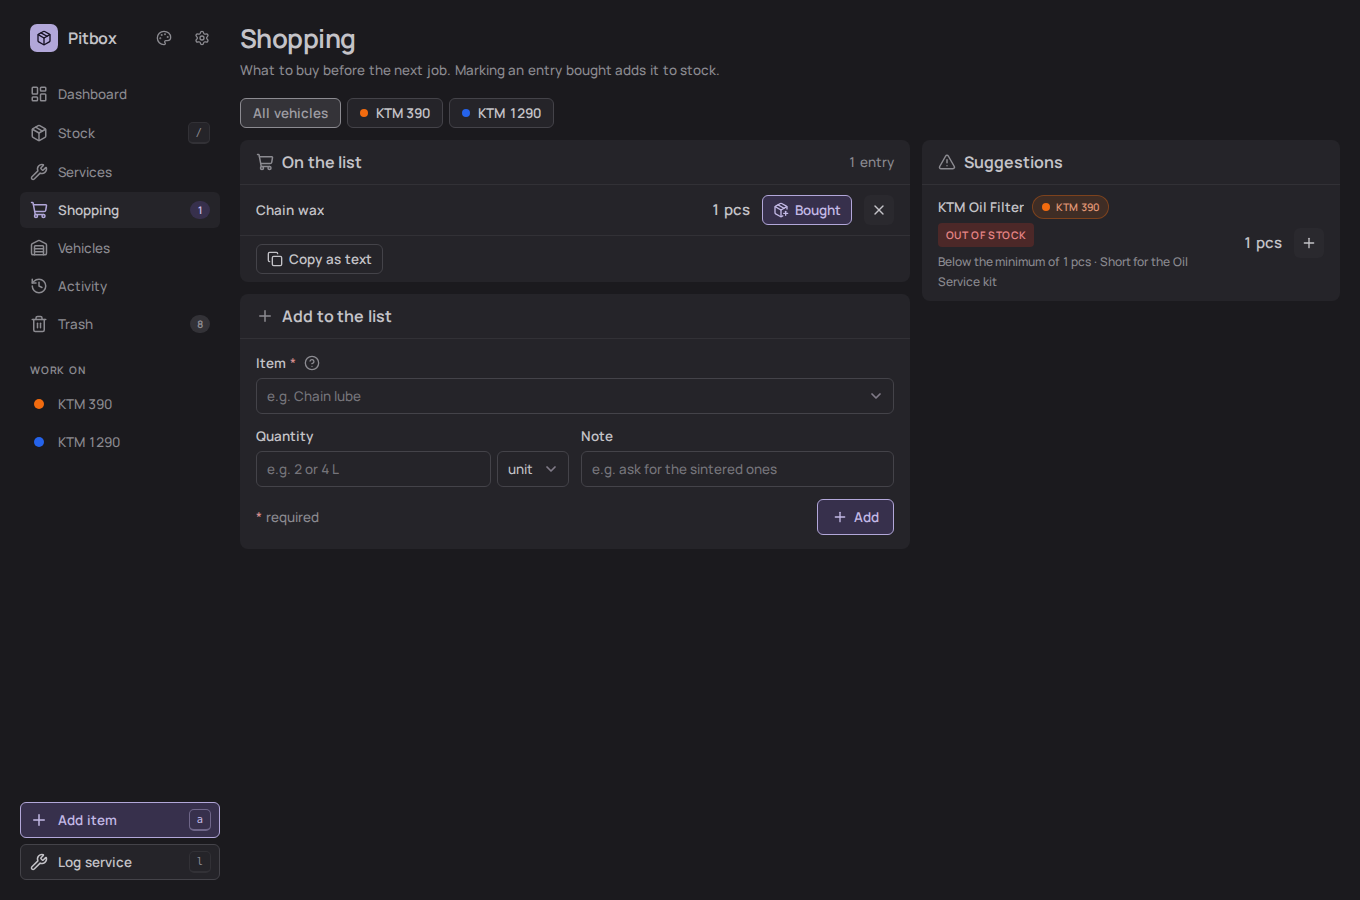 Pitbox
Dashboard
Stock /
Services
Shopping 1
Vehicles
Activity
Trash 8
WORK ON
KTM 390
KTM 1290
Add item a
Log service l
Shopping
What to buy before the next job. Marking an entry bought adds it to stock.
All vehicles KTM 390 KTM 1290
On the list 1 entry
Chain wax 1 pcs Bought
Copy as text
Add to the list
Item *
e.g. Chain lube
Quantity Note
e.g. 2 or 4 L unit e.g. ask for the sintered ones
* required Add
Suggestions
KTM Oil Filter KTM 390
OUT OF STOCK
1 pcs
Below the minimum of 1 pcs · Short for the Oil
Service kit